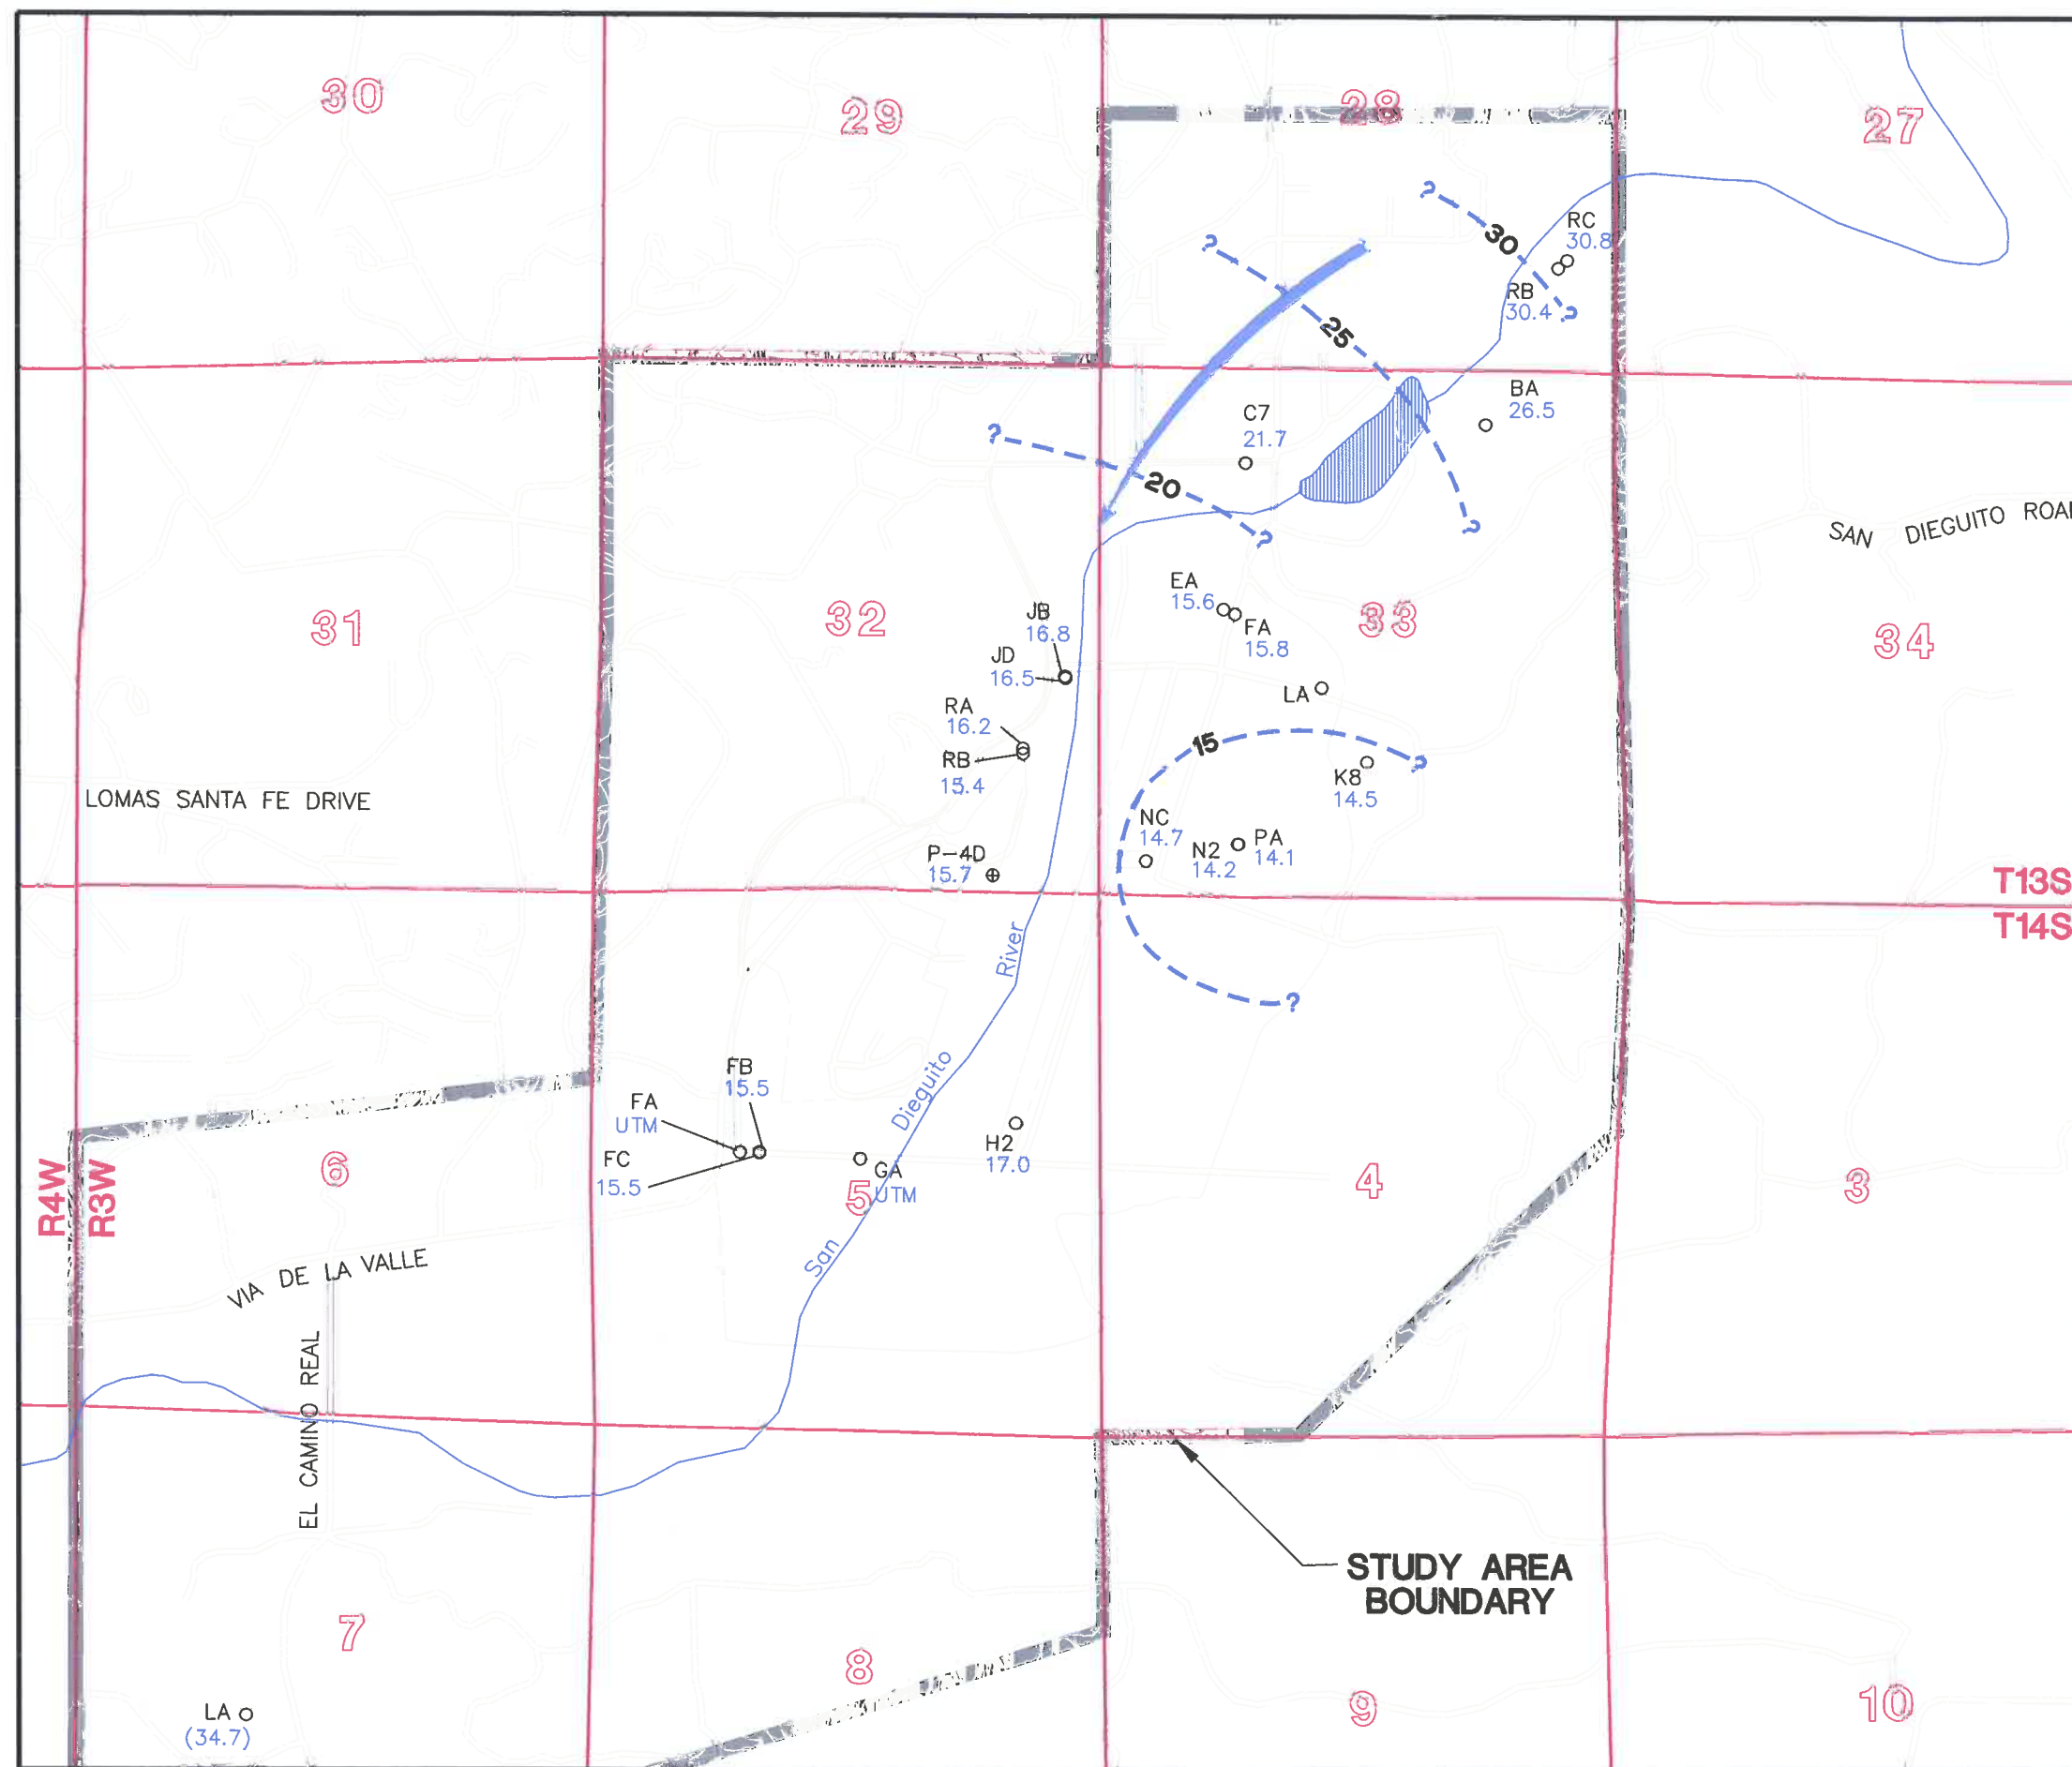 30
29
28
27
?
?
30
RC
30.8
RB
30.4
?
25
BA
26.5
C7
21.7
?
20
?
?
SAN DIEGUITO ROAD
EA
15.6
FA
15.8
31
32
33
34
JB
16.8
JD
16.5
LA
RA
16.2
RB
15.4
15
?
K8
14.5
LOMAS SANTA FE DRIVE
NC
14.7
N2
14.2
PA
14.1
P-4D
15.7
T13S
T14S
San Dieguito River
?
FB
15.5
FA
UTM
FC
15.5
GA
UTM
H2
17.0
R4W
R3W
6
5
4
3
VIA DE LA VALLE
EL CAMINO REAL
STUDY AREA
BOUNDARY
7
8
9
10
LA
(34.7)